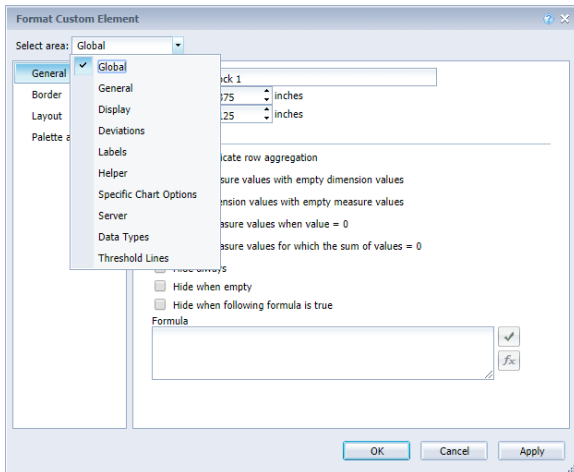 Format Custom Element
Select area: Global
General
Border
Layout
Palette a
Global
General
Display
Deviations
Labels
Helper
Specific Chart Options
Server
Data Types
Threshold Lines
ock 1
375 inches
125 inches
icate row aggregation
sure values with empty dimension values
ension values with empty measure values
asure values when value = 0
asure values for which the sum of values = 0
Hide always
Hide when empty
Hide when following formula is true
Formula
fx
OK Cancel Apply